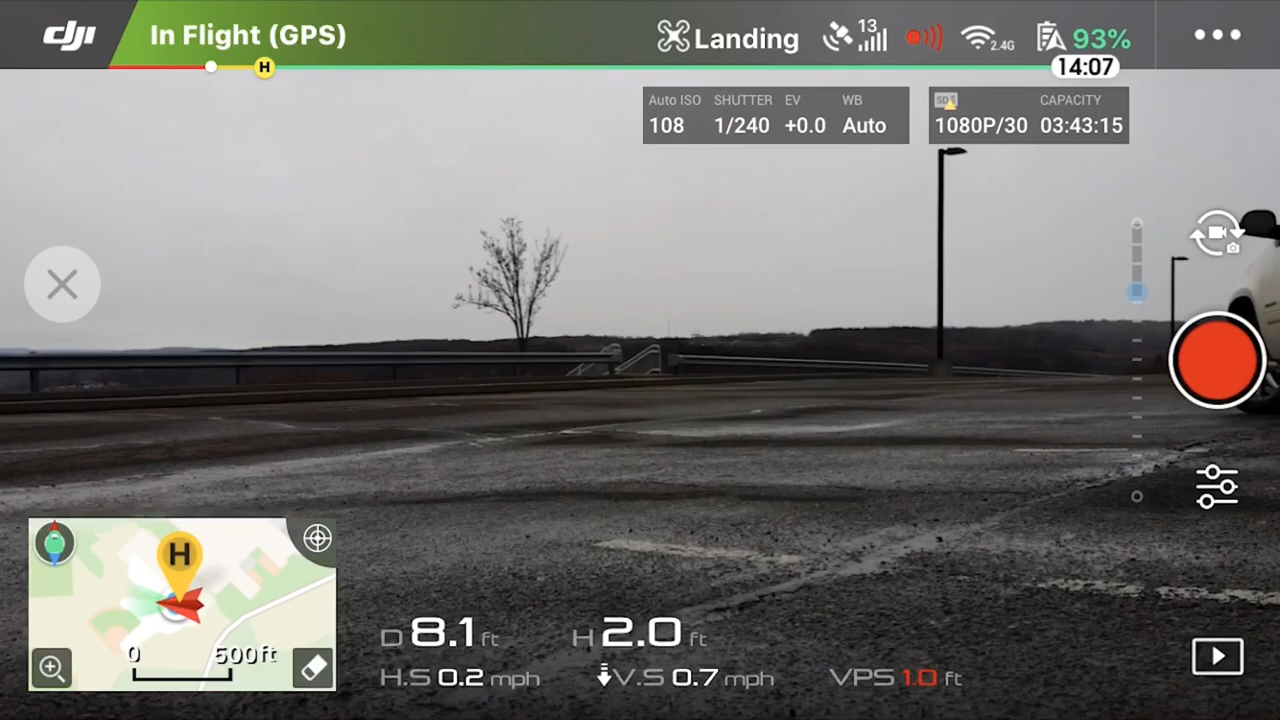 dji In Flight (GPS) Landing 13 2.4G 93%
H 14:07
Auto ISO SHUTTER EV WB SD CAPACITY
108 1/240 +0.0 Auto 1080P/30 03:43:15
H
0 500ft
D 8.1 ft H 2.0 ft
H.S 0.2 mph V.S 0.7 mph VPS 1.0 ft